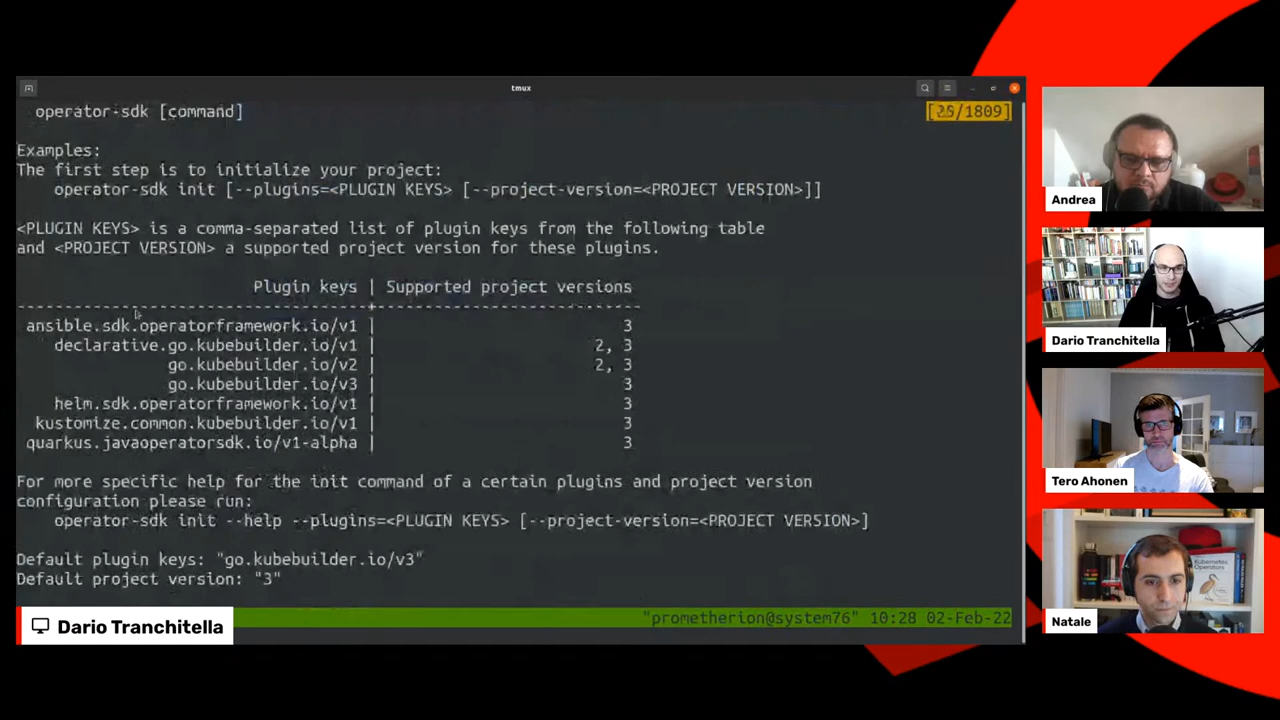 tmux
operator-sdk [command]
[26/1809]
Examples:
The first step is to initialize your project:
operator-sdk init [--plugins=<PLUGIN KEYS> [--project-version=<PROJECT VERSION>]]
<PLUGIN KEYS> is a comma-separated list of plugin keys from the following table
and <PROJECT VERSION> a supported project version for these plugins.
Plugin keys | Supported project versions
----------------------------------------+----------------------------
ansible.sdk.operatorframework.io/v1 | 3
declarative.go.kubebuilder.io/v1 | 2, 3
go.kubebuilder.io/v2 | 2, 3
go.kubebuilder.io/v3 | 3
helm.sdk.operatorframework.io/v1 | 3
kustomize.common.kubebuilder.io/v1 | 3
quarkus.javaoperatorsdk.io/v1-alpha | 3
For more specific help for the init command of a certain plugins and project version
configuration please run:
operator-sdk init --help --plugins=<PLUGIN KEYS> [--project-version=<PROJECT VERSION>]
Default plugin keys: "go.kubebuilder.io/v3"
Default project version: "3"
"prometherion@system76" 10:28 02-Feb-22
Dario Tranchitella
Andrea
Dario Tranchitella
Tero Ahonen
Kubernetes
Operators
Natale